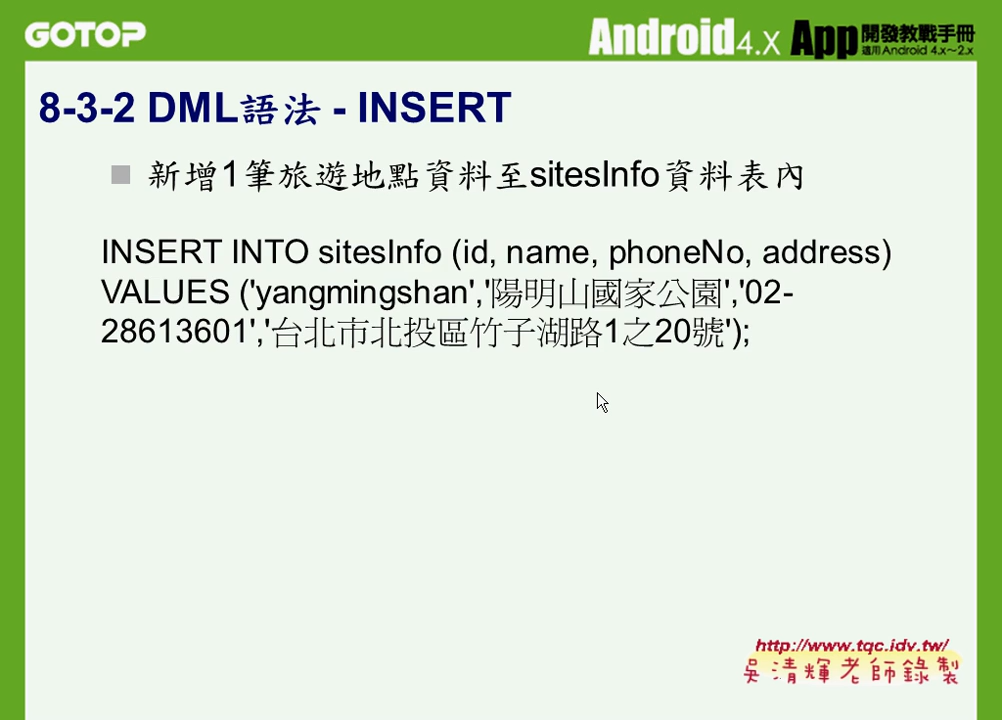 GOTOP
Android 4.x App 開發教戰手冊
適用Android 4.x～2.x
8-3-2 DML語法 - INSERT
新增1筆旅遊地點資料至sitesInfo資料表內
INSERT INTO sitesInfo (id, name, phoneNo, address)
VALUES ('yangmingshan','陽明山國家公園','02-
28613601','台北市北投區竹子湖路1之20號');
http://www.tqc.idv.tw/
吳清輝老師錄製